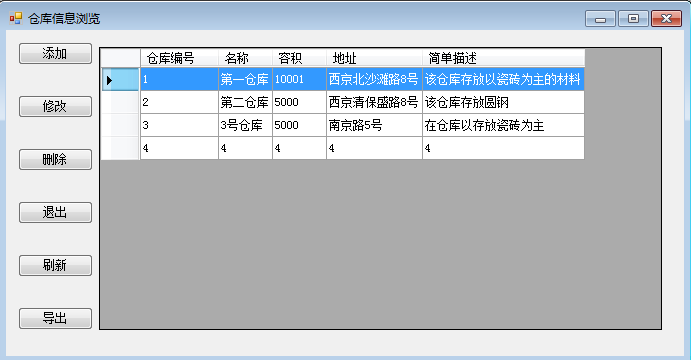 仓库信息浏览
添加
修改
删除
退出
刷新
导出
仓库编号 名称 容积 地址 简单描述
1 第一仓库 10001 西京北沙滩路8号 该仓库存放以瓷砖为主的材料
2 第二仓库 5000 西京清保盛路8号 该仓库存放圆钢
3 3号仓库 5000 南京路5号 在仓库以存放瓷砖为主
4 4 4 4 4